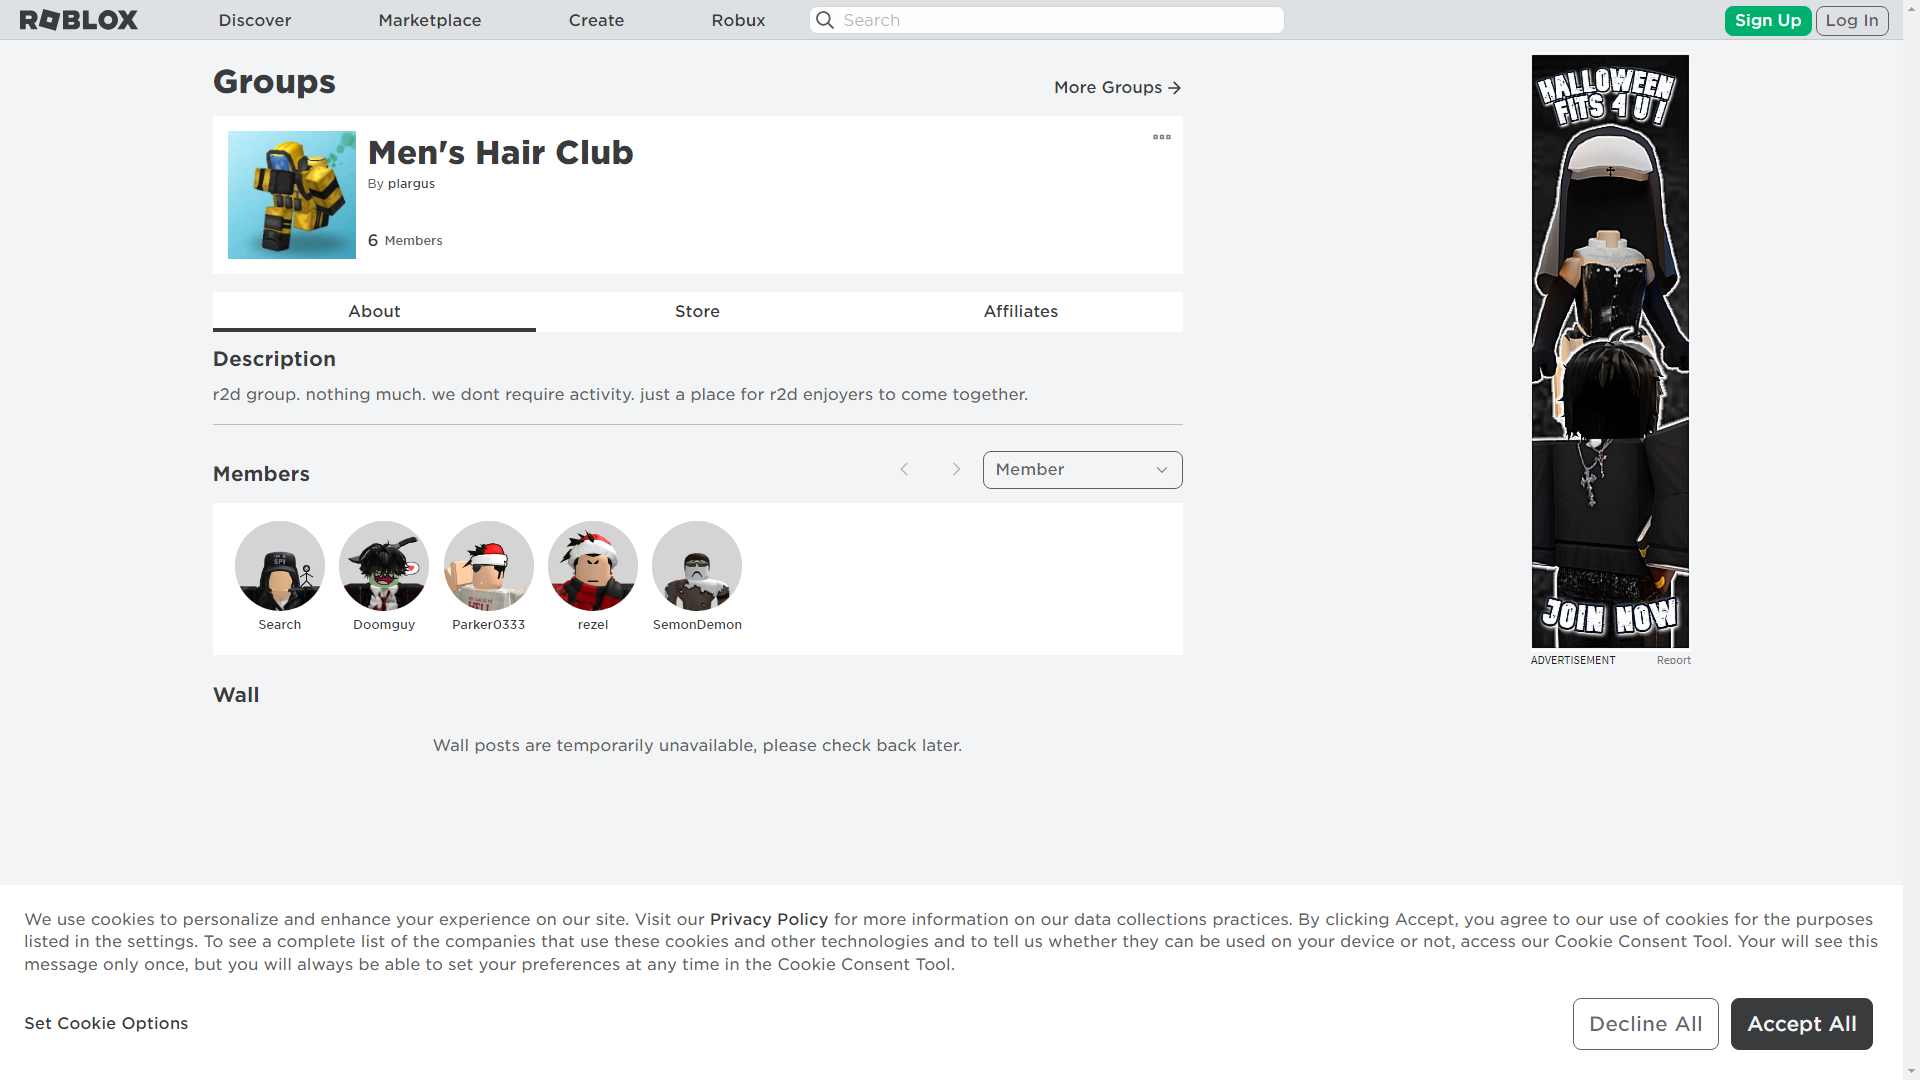 ROBLOX
Discover
Marketplace
Create
Robux
Search
Sign Up
Log In
Groups
More Groups
Men's Hair Club
By plargus
6 Members
About
Store
Affiliates
Description
r2d group. nothing much. we dont require activity. just a place for r2d enjoyers to come together.
Members
Member
SPY
HELL
Search
Doomguy
Parker0333
rezel
SemonDemon
Wall
Wall posts are temporarily unavailable, please check back later.
HALLOWEEN
FITS 4 U !
JOIN NOW
ADVERTISEMENT
Report
We use cookies to personalize and enhance your experience on our site. Visit our Privacy Policy for more information on our data collections practices. By clicking Accept, you agree to our use of cookies for the purposes
listed in the settings. To see a complete list of the companies that use these cookies and other technologies and to tell us whether they can be used on your device or not, access our Cookie Consent Tool. Your will see this
message only once, but you will always be able to set your preferences at any time in the Cookie Consent Tool.
Set Cookie Options
Decline All
Accept All